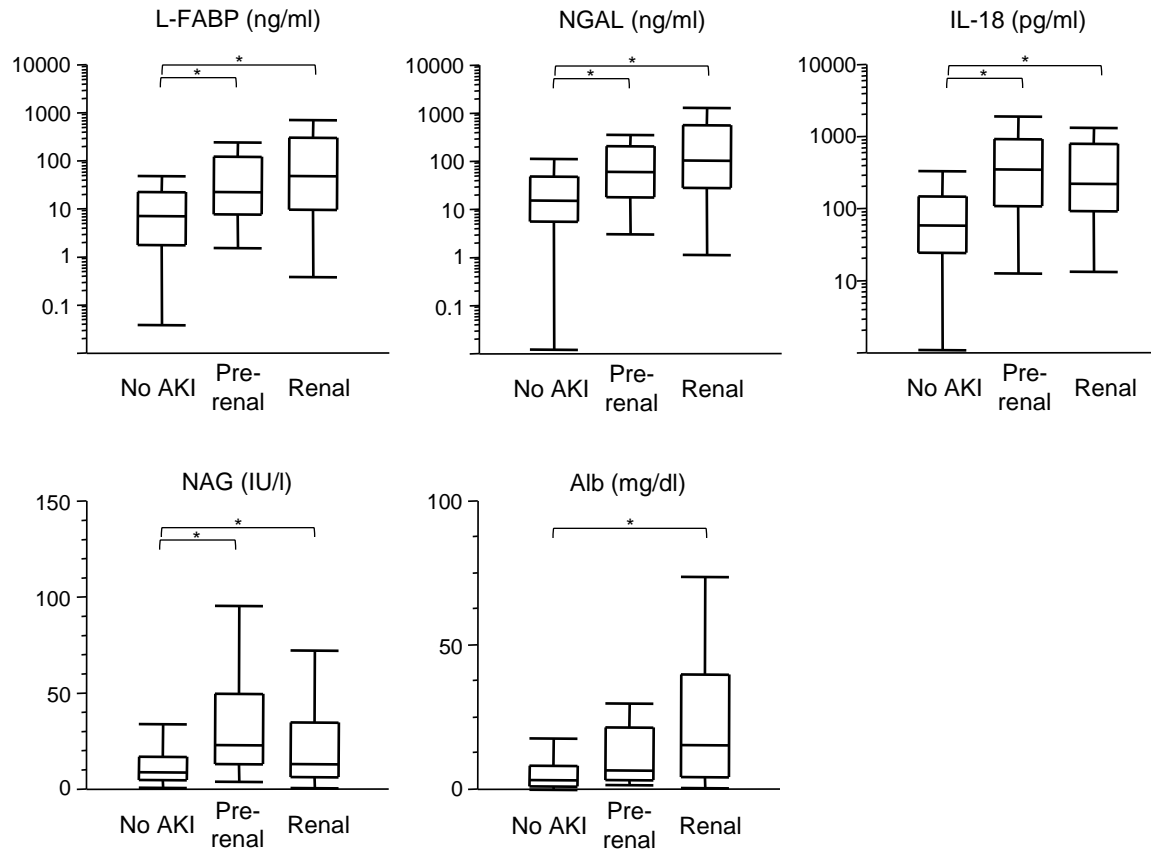 L-FABP (ng/ml)
10000
1000
100
10
1
0.1
*
*
No AKI
Pre-
renal
Renal
NGAL (ng/ml)
10000
1000
100
10
1
0.1
*
*
No AKI
Pre-
renal
Renal
IL-18 (pg/ml)
10000
1000
100
10
*
*
No AKI
Pre-
renal
Renal
NAG (IU/l)
150
100
50
0
*
*
No AKI
Pre-
renal
Renal
Alb (mg/dl)
100
50
0
*
No AKI
Pre-
renal
Renal